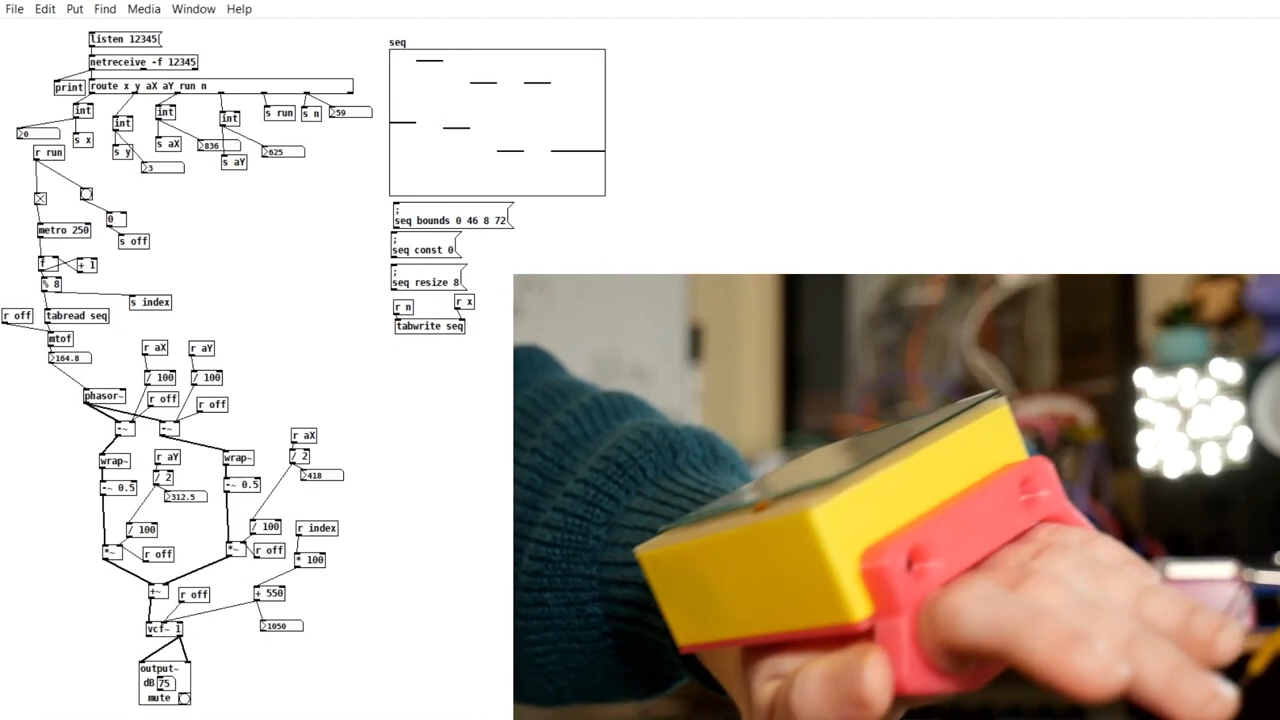 File Edit Put Find Media Window Help
listen 12345
netreceive -f 12345
print
route x y aX aY run n
int
int
int
int
s run
s n
59
0
s x
s y
s aX
836
625
3
s aY
r run
0
metro 250
s off
f
+ 1
% 8
s index
r off
tabread seq
mtof
164.8
r aX
r aY
/ 100
/ 100
phasor~
r off
r off
-~
-~
r aX
wrap~
r aY
wrap~
/ 2
/ 2
418
-~ 0.5
312.5
-~ 0.5
/ 100
/ 100
r index
*~
r off
*~
r off
* 100
+~
r off
+ 550
vcf~ 1
1050
output~
dB 75
mute
seq
;
seq bounds 0 46 8 72
;
seq const 0
;
seq resize 8
r n
r x
tabwrite seq